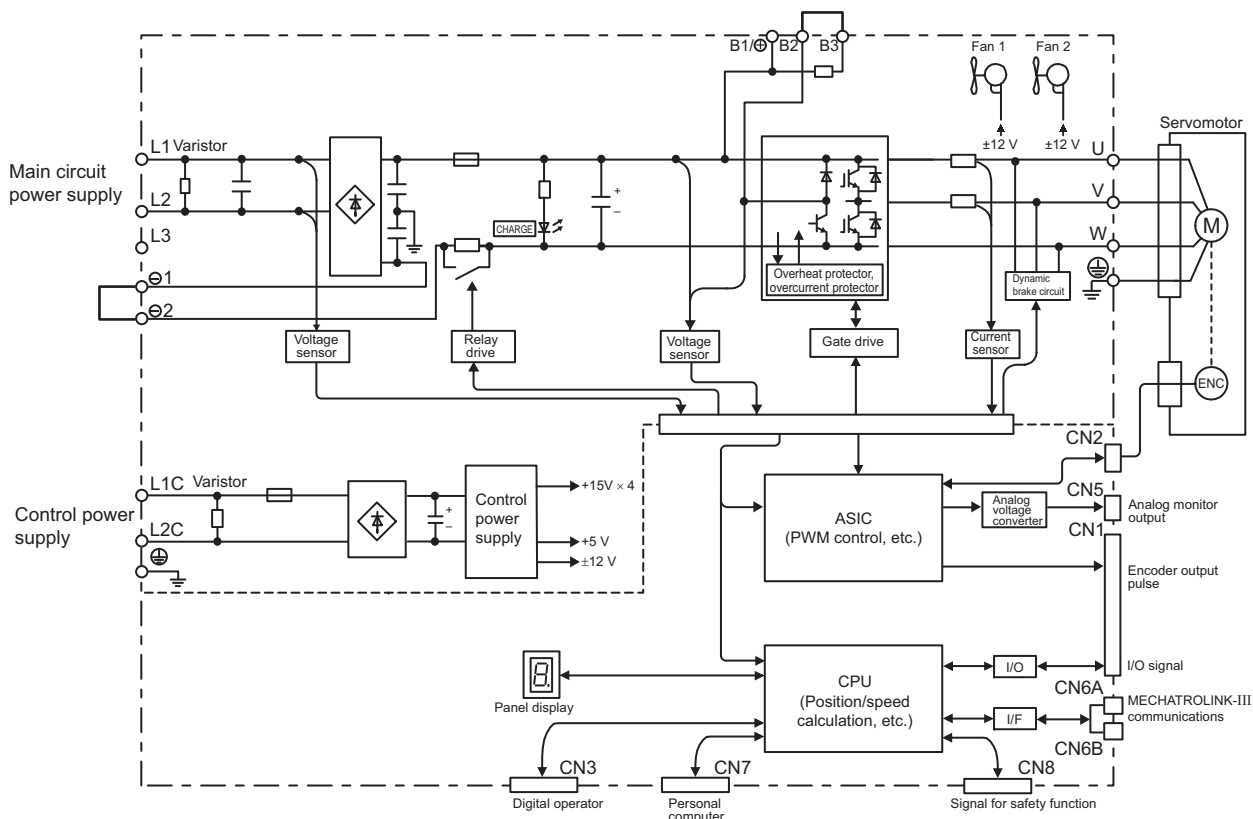 B1/⊕ B2 B3
Fan 1 Fan 2
±12 V ±12 V
Servomotor
Main circuit
power supply
L1 Varistor
L2
L3
⊖1
⊖2
CHARGE
+
–
Overheat protector,
overcurrent protector
U
V
W
M
Dynamic
brake circuit
Voltage
sensor
Relay
drive
Voltage
sensor
Gate drive
Current
sensor
ENC
CN2
Control power
supply
L1C Varistor
L2C
+
–
Control
power
supply
+15V × 4
+5 V
±12 V
ASIC
(PWM control, etc.)
Analog
voltage
converter
CN5
Analog monitor
output
CN1
Encoder output
pulse
I/O
I/O signal
8.
Panel display
CPU
(Position/speed
calculation, etc.)
I/F
CN6A
MECHATROLINK-III
communications
CN6B
CN3
Digital operator
CN7
Personal
computer
CN8
Signal for safety function